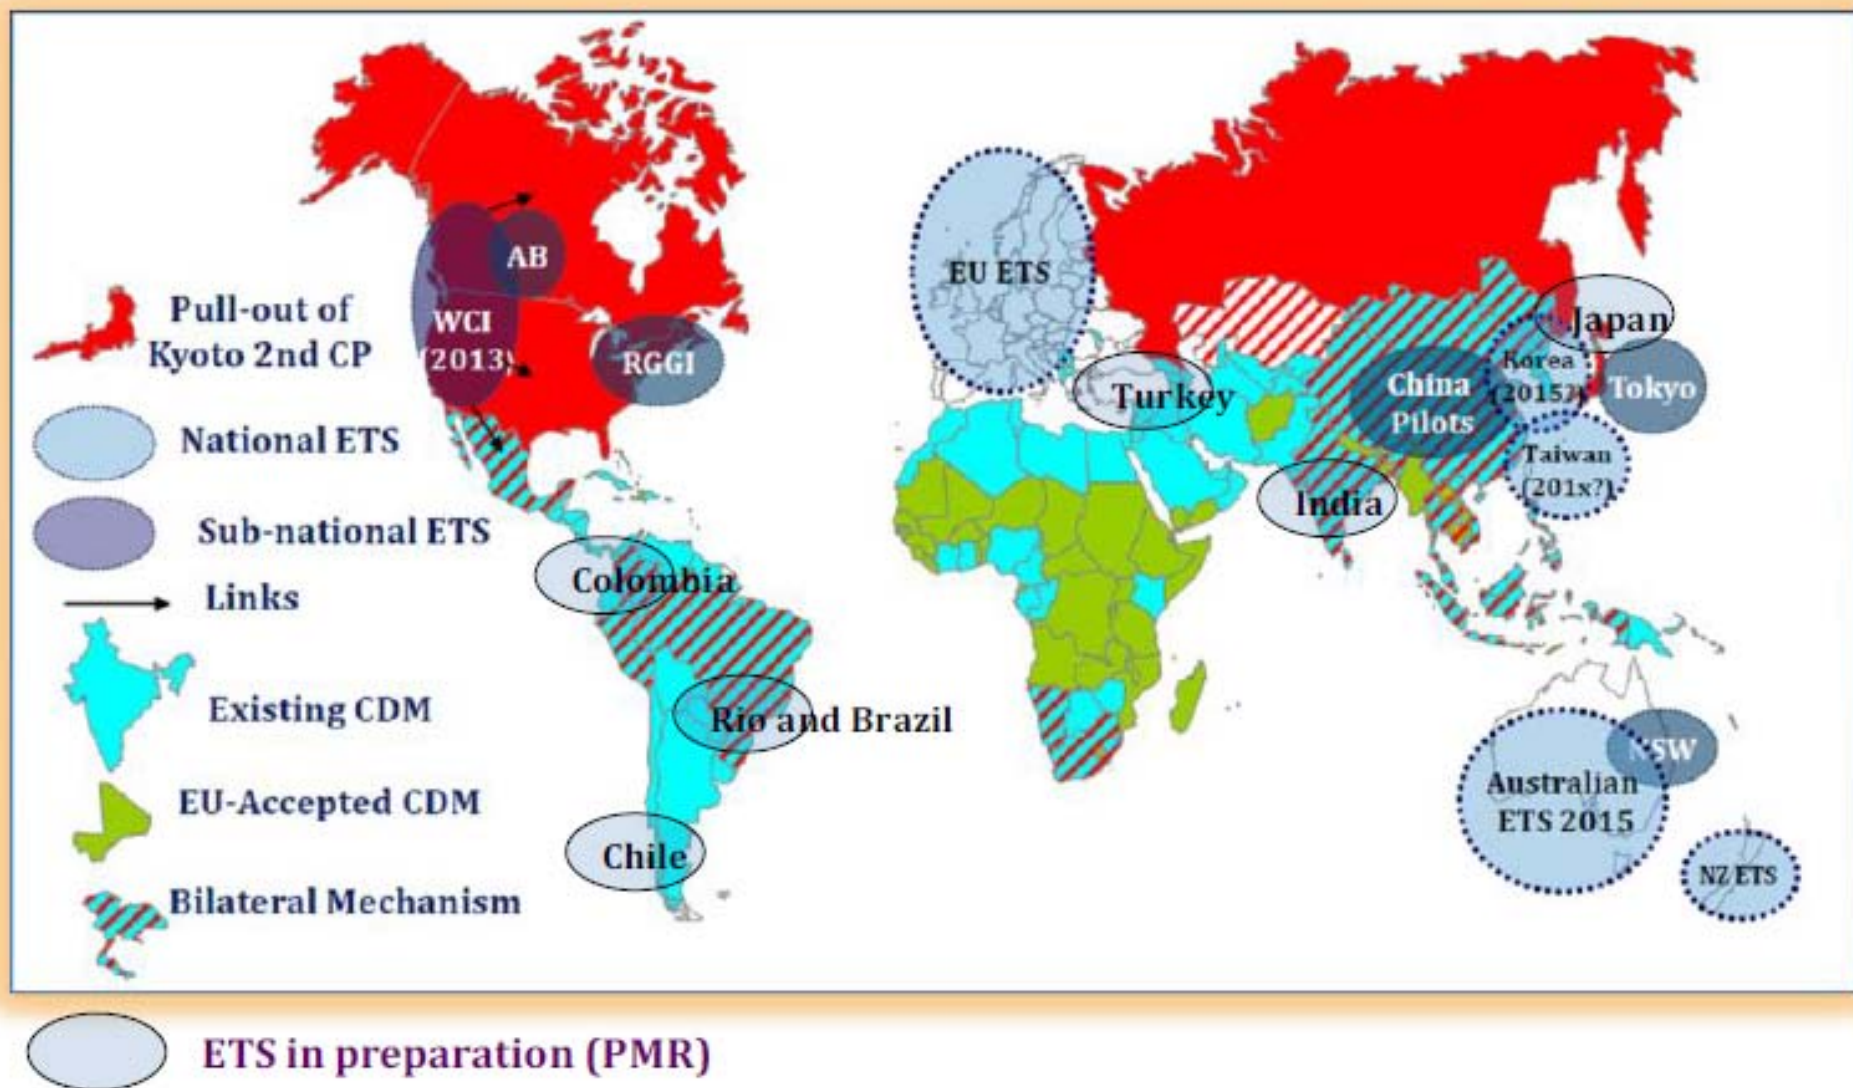 Pull-out of
Kyoto 2nd CP
National ETS
Sub-national ETS
Links
Existing CDM
EU-Accepted CDM
Bilateral Mechanism
AB
WCI
(2013)
RGGI
Colombia
Rio and Brazil
Chile
EU ETS
Turkey
Japan
Korea
(2015?)
Tokyo
China
Pilots
Taiwan
(201x?)
India
NSW
Australian
ETS 2015
NZ ETS
ETS in preparation (PMR)